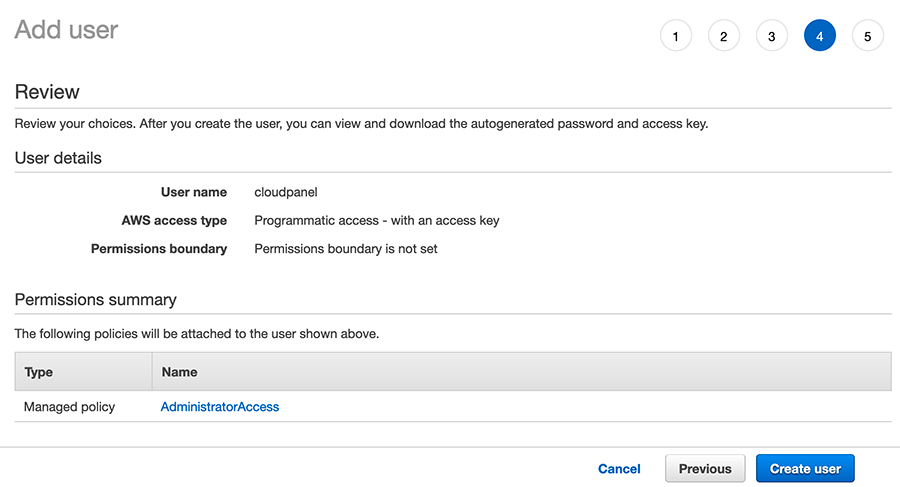 Add user
1 2 3 4 5
Review
Review your choices. After you create the user, you can view and download the autogenerated password and access key.
User details
User name cloudpanel
AWS access type Programmatic access - with an access key
Permissions boundary Permissions boundary is not set
Permissions summary
The following policies will be attached to the user shown above.
Type Name
Managed policy AdministratorAccess
Cancel Previous Create user